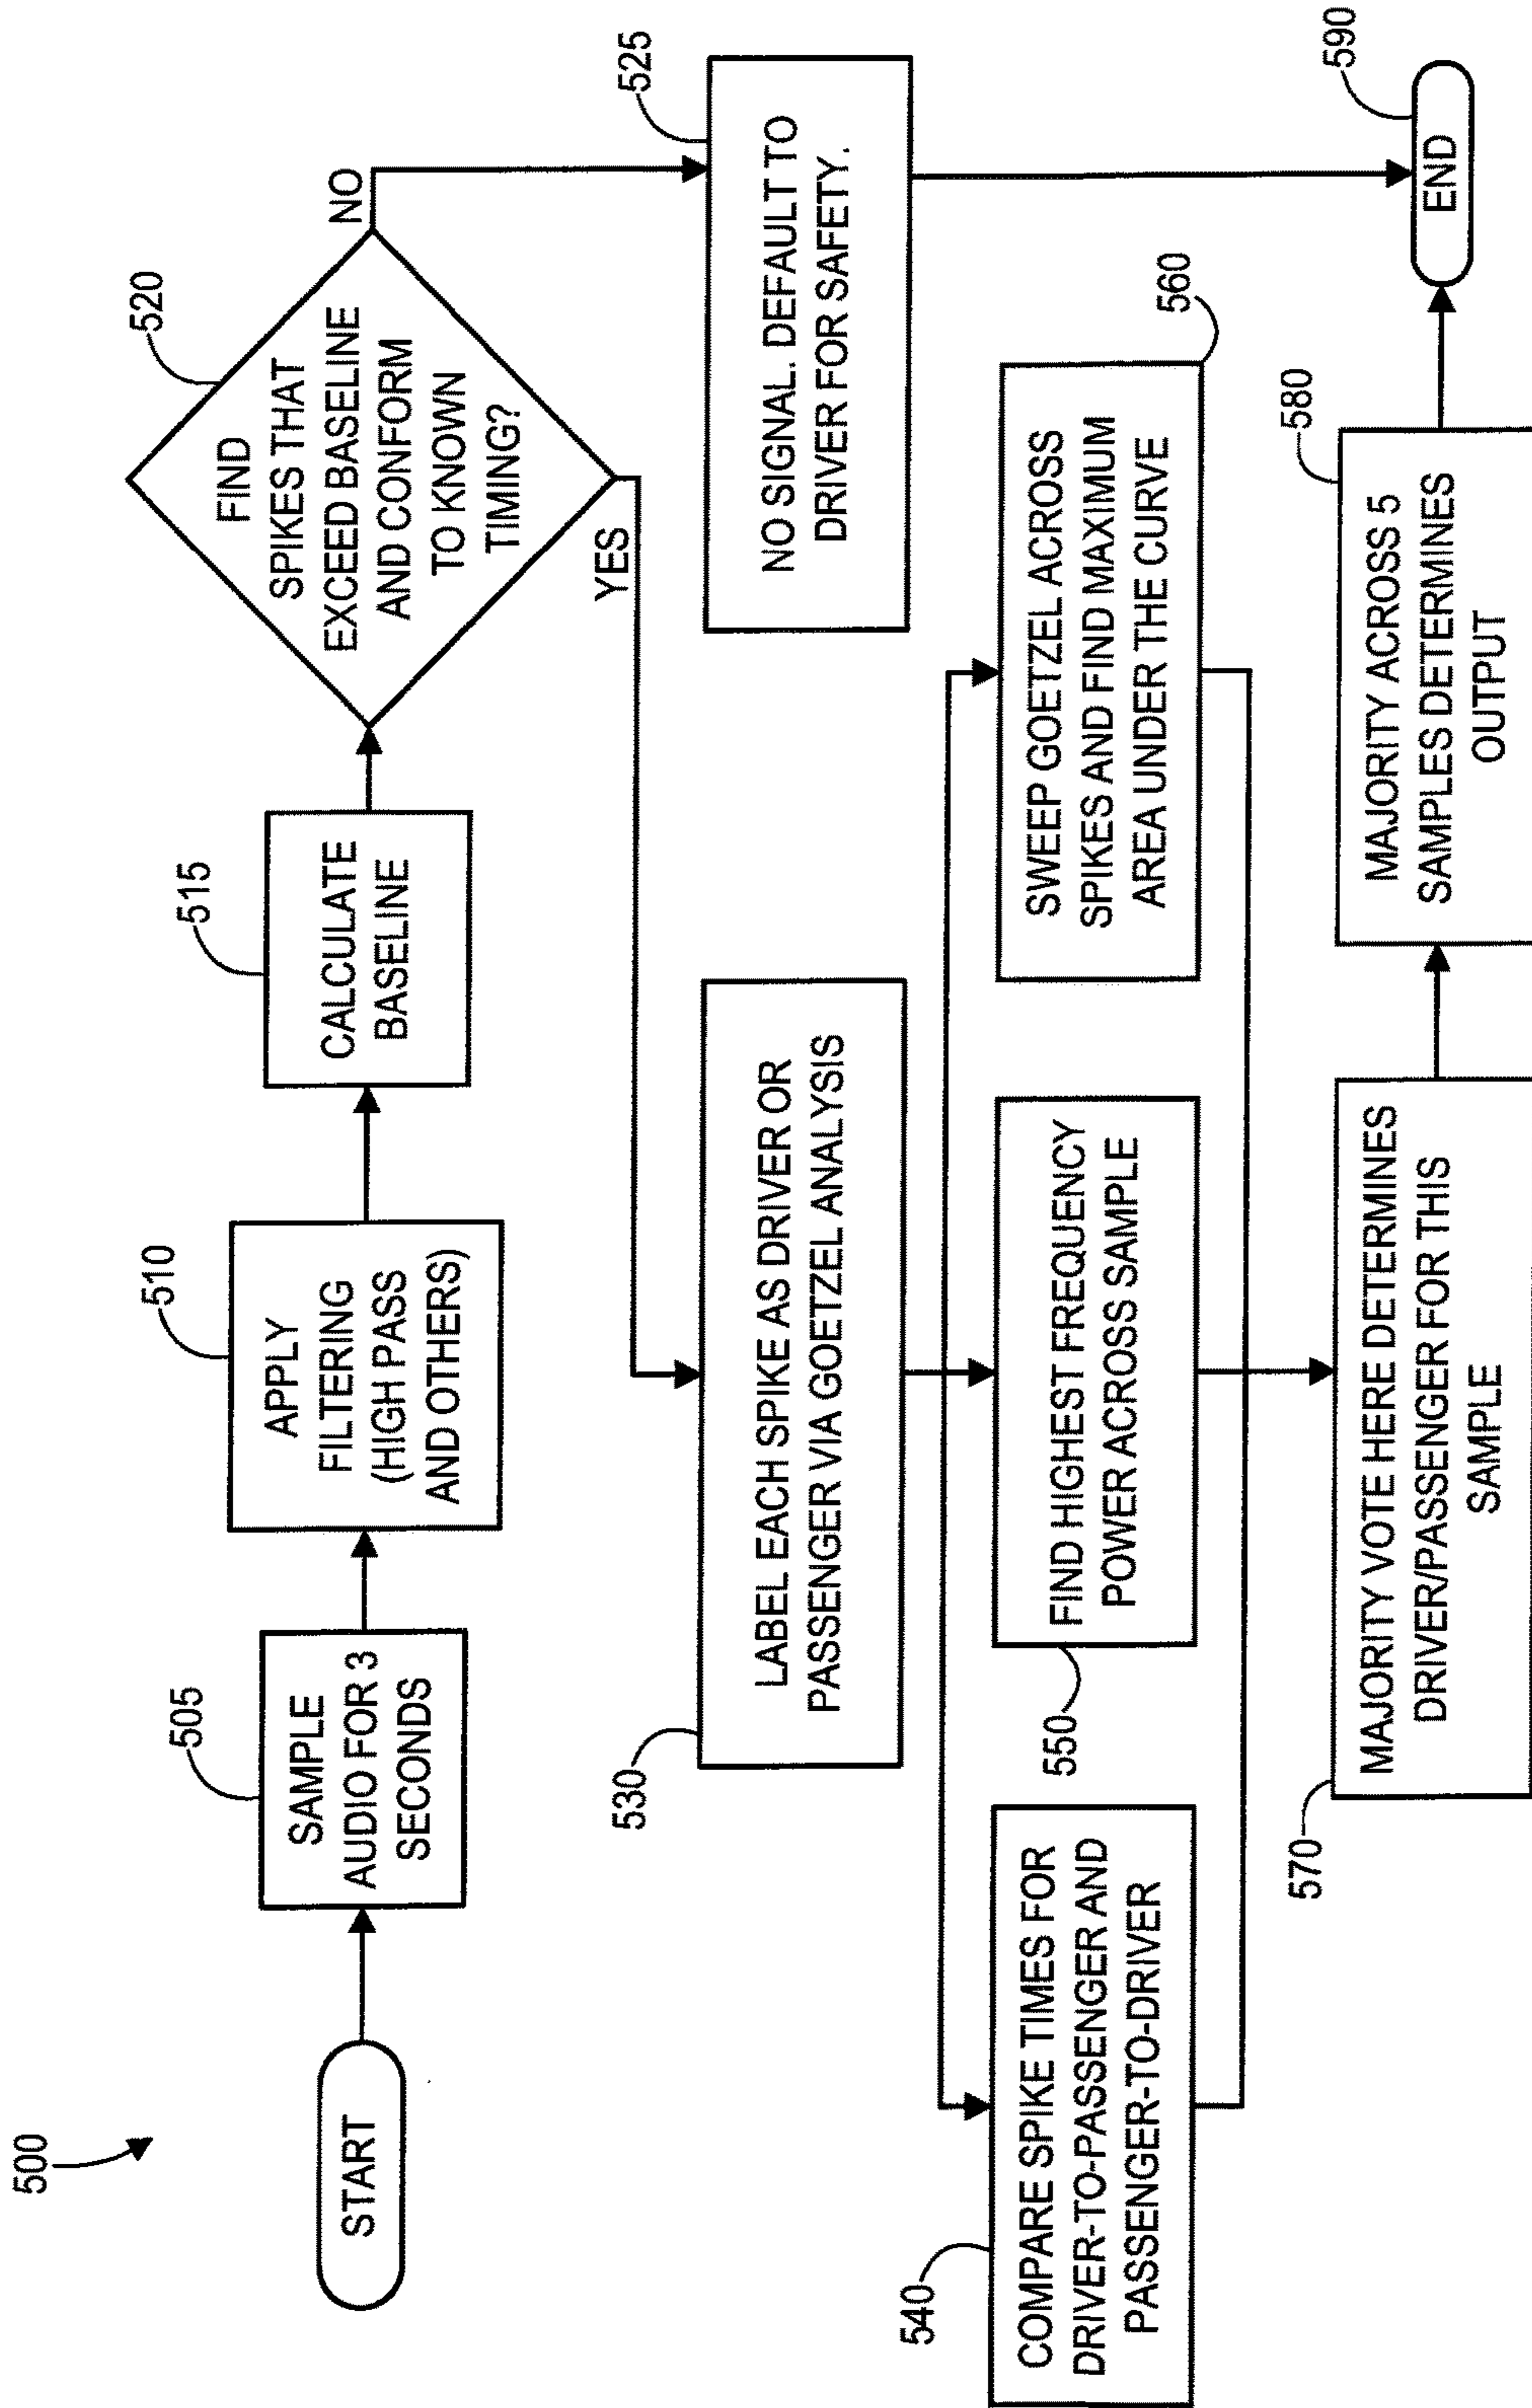 500
START
505
SAMPLE
AUDIO FOR 3
SECONDS
510
APPLY
FILTERING
(HIGH PASS
AND OTHERS)
515
CALCULATE
BASELINE
520
FIND
SPIKES THAT
EXCEED BASELINE
AND CONFORM
TO KNOWN
TIMING?
NO
YES
525
NO SIGNAL. DEFAULT TO
DRIVER FOR SAFETY.
530
LABEL EACH SPIKE AS DRIVER OR
PASSENGER VIA GOETZEL ANALYSIS
540
COMPARE SPIKE TIMES FOR
DRIVER-TO-PASSENGER AND
PASSENGER-TO-DRIVER
550
FIND HIGHEST FREQUENCY
POWER ACROSS SAMPLE
560
SWEEP GOETZEL ACROSS
SPIKES AND FIND MAXIMUM
AREA UNDER THE CURVE
570
MAJORITY VOTE HERE DETERMINES
DRIVER/PASSENGER FOR THIS
SAMPLE
580
MAJORITY ACROSS 5
SAMPLES DETERMINES
OUTPUT
590
END